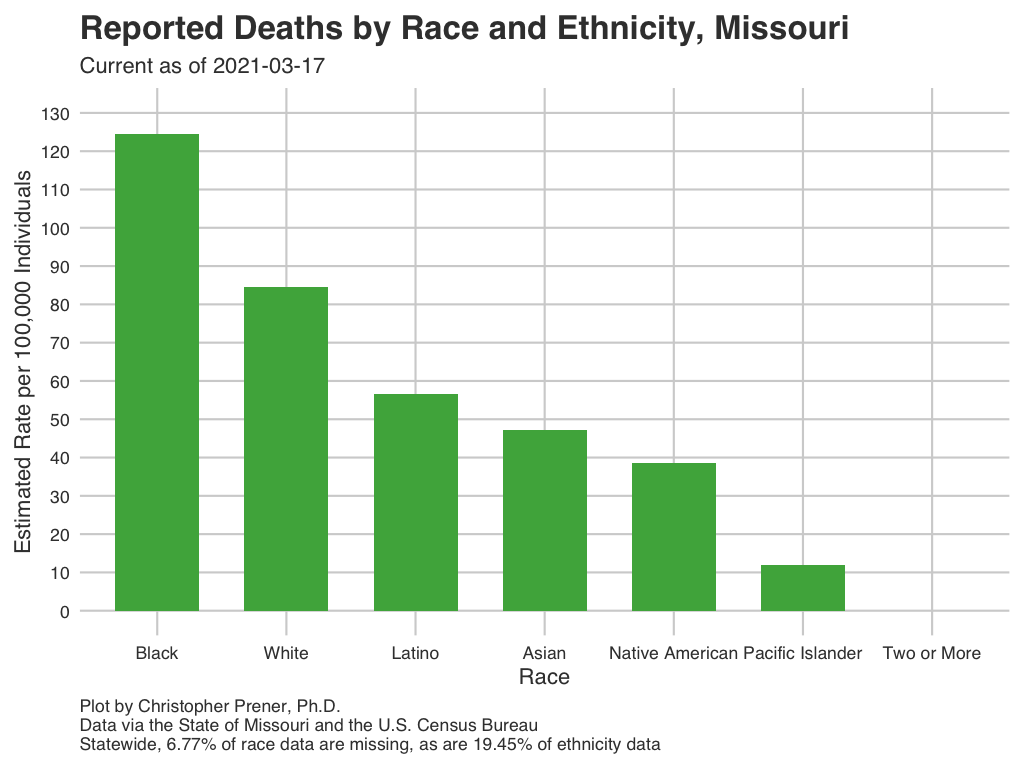 Reported Deaths by Race and Ethnicity, Missouri
Current as of 2021-03-17
Estimated Rate per 100,000 Individuals
130
120
110
100
90
80
70
60
50
40
30
20
10
0
Black White Latino Asian Native American Pacific Islander Two or More
Race
Plot by Christopher Prener, Ph.D.
Data via the State of Missouri and the U.S. Census Bureau
Statewide, 6.77% of race data are missing, as are 19.45% of ethnicity data